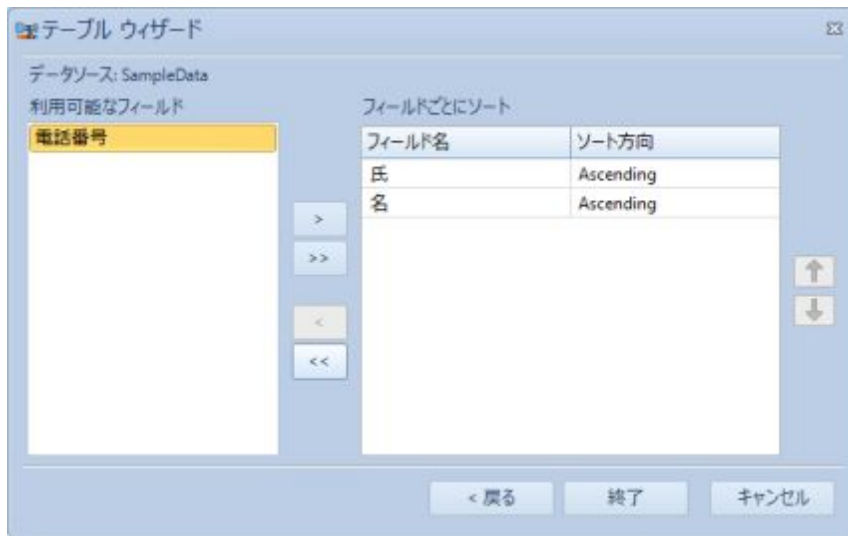 テーブル ウィザード
データソース: SampleData
利用可能なフィールド
電話番号
>
>>
<
<<
フィールドごとにソート
フィールド名 ソート方向
氏 Ascending
名 Ascending
< 戻る 終了 キャンセル